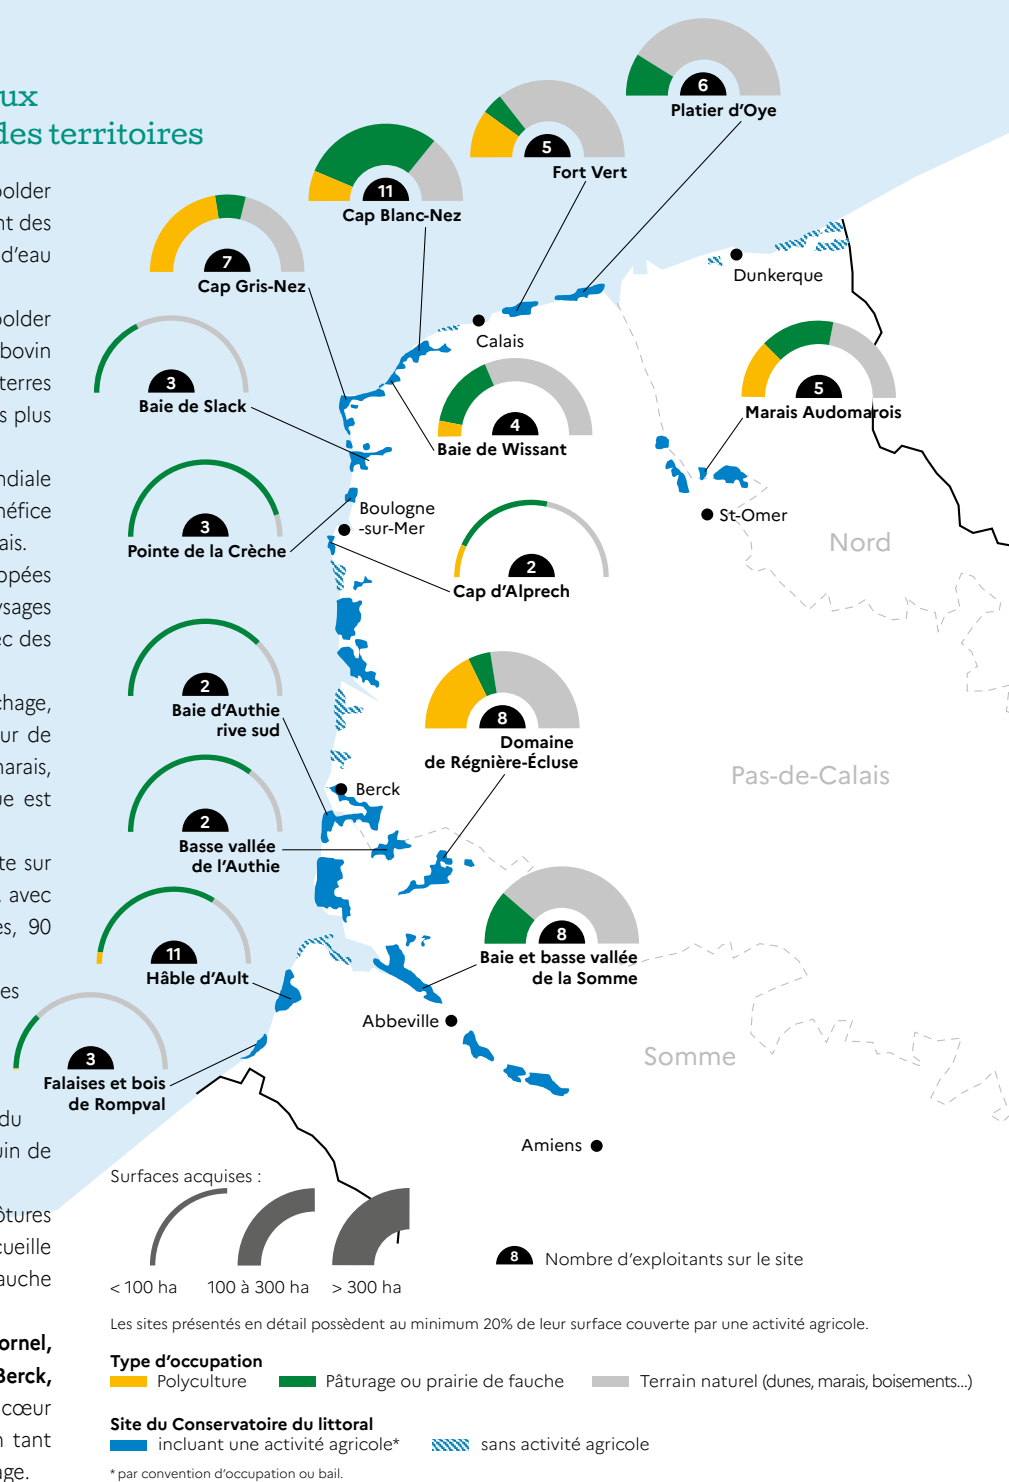 ux
des territoires
older
nt des
d'eau
older
bovin
terres
s plus
ndiale
néfice
ais.
ppées
ysages
ec des
chage,
ur de
narais,
ue est
te sur
, avec
es, 90
es
du
uin de
ôtures
cueille
auche
ornel,
Berck,
cœur
n tant
age.
6
Platier d'Oye
5
Fort Vert
11
Cap Blanc-Nez
7
Cap Gris-Nez
Dunkerque
Calais
3
Baie de Slack
4
Baie de Wissant
5
Marais Audomarois
3
Pointe de la Crèche
Boulogne
-sur-Mer
St-Omer
Nord
2
Cap d'Alprech
2
Baie d'Authie
rive sud
8
Domaine
de Régnière-Écluse
Pas-de-Calais
Berck
2
Basse vallée
de l'Authie
11
Hâble d'Ault
8
Baie et basse vallée
de la Somme
Abbeville
Somme
3
Falaises et bois
de Rompval
Amiens
Surfaces acquises :
< 100 ha 100 à 300 ha > 300 ha
8 Nombre d'exploitants sur le site
Les sites présentés en détail possèdent au minimum 20% de leur surface couverte par une activité agricole.
Type d'occupation
Polyculture Pâturage ou prairie de fauche Terrain naturel (dunes, marais, boisements...)
Site du Conservatoire du littoral
incluant une activité agricole* sans activité agricole
* par convention d'occupation ou bail.